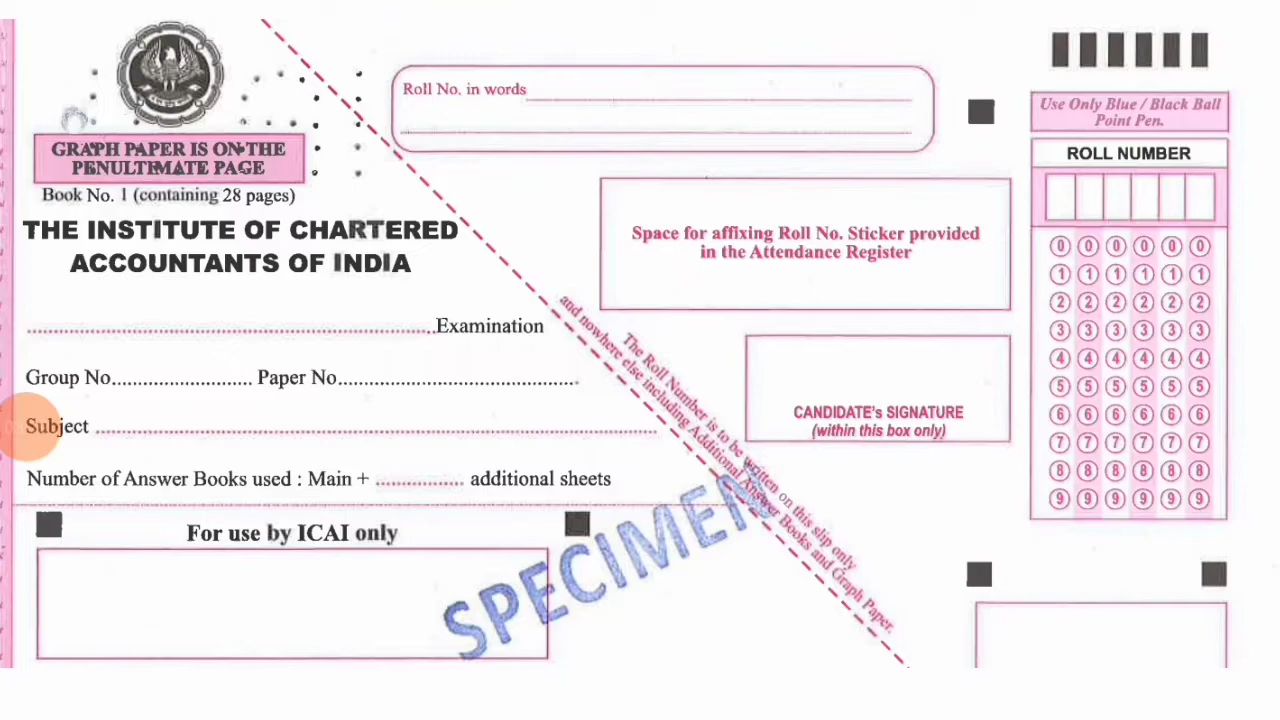 GRAPH PAPER IS ON THE
PENULTIMATE PAGE
Book No. 1 (containing 28 pages)
THE INSTITUTE OF CHARTERED
ACCOUNTANTS OF INDIA
..........................................................................Examination
Group No........................... Paper No.............................................
Subject ..........................................................................................................
Number of Answer Books used : Main + ................. additional sheets
For use by ICAI only
SPECIMEN
The Roll Number is to be written on this slip only
and nowhere else including Additional Answer Books and Graph Paper.
Roll No. in words
Space for affixing Roll No. Sticker provided
in the Attendance Register
CANDIDATE's SIGNATURE
(within this box only)
Use Only Blue / Black Ball
Point Pen.
ROLL NUMBER
0 0 0 0 0 0
1 1 1 1 1 1
2 2 2 2 2 2
3 3 3 3 3 3
4 4 4 4 4 4
5 5 5 5 5 5
6 6 6 6 6 6
7 7 7 7 7 7
8 8 8 8 8 8
9 9 9 9 9 9